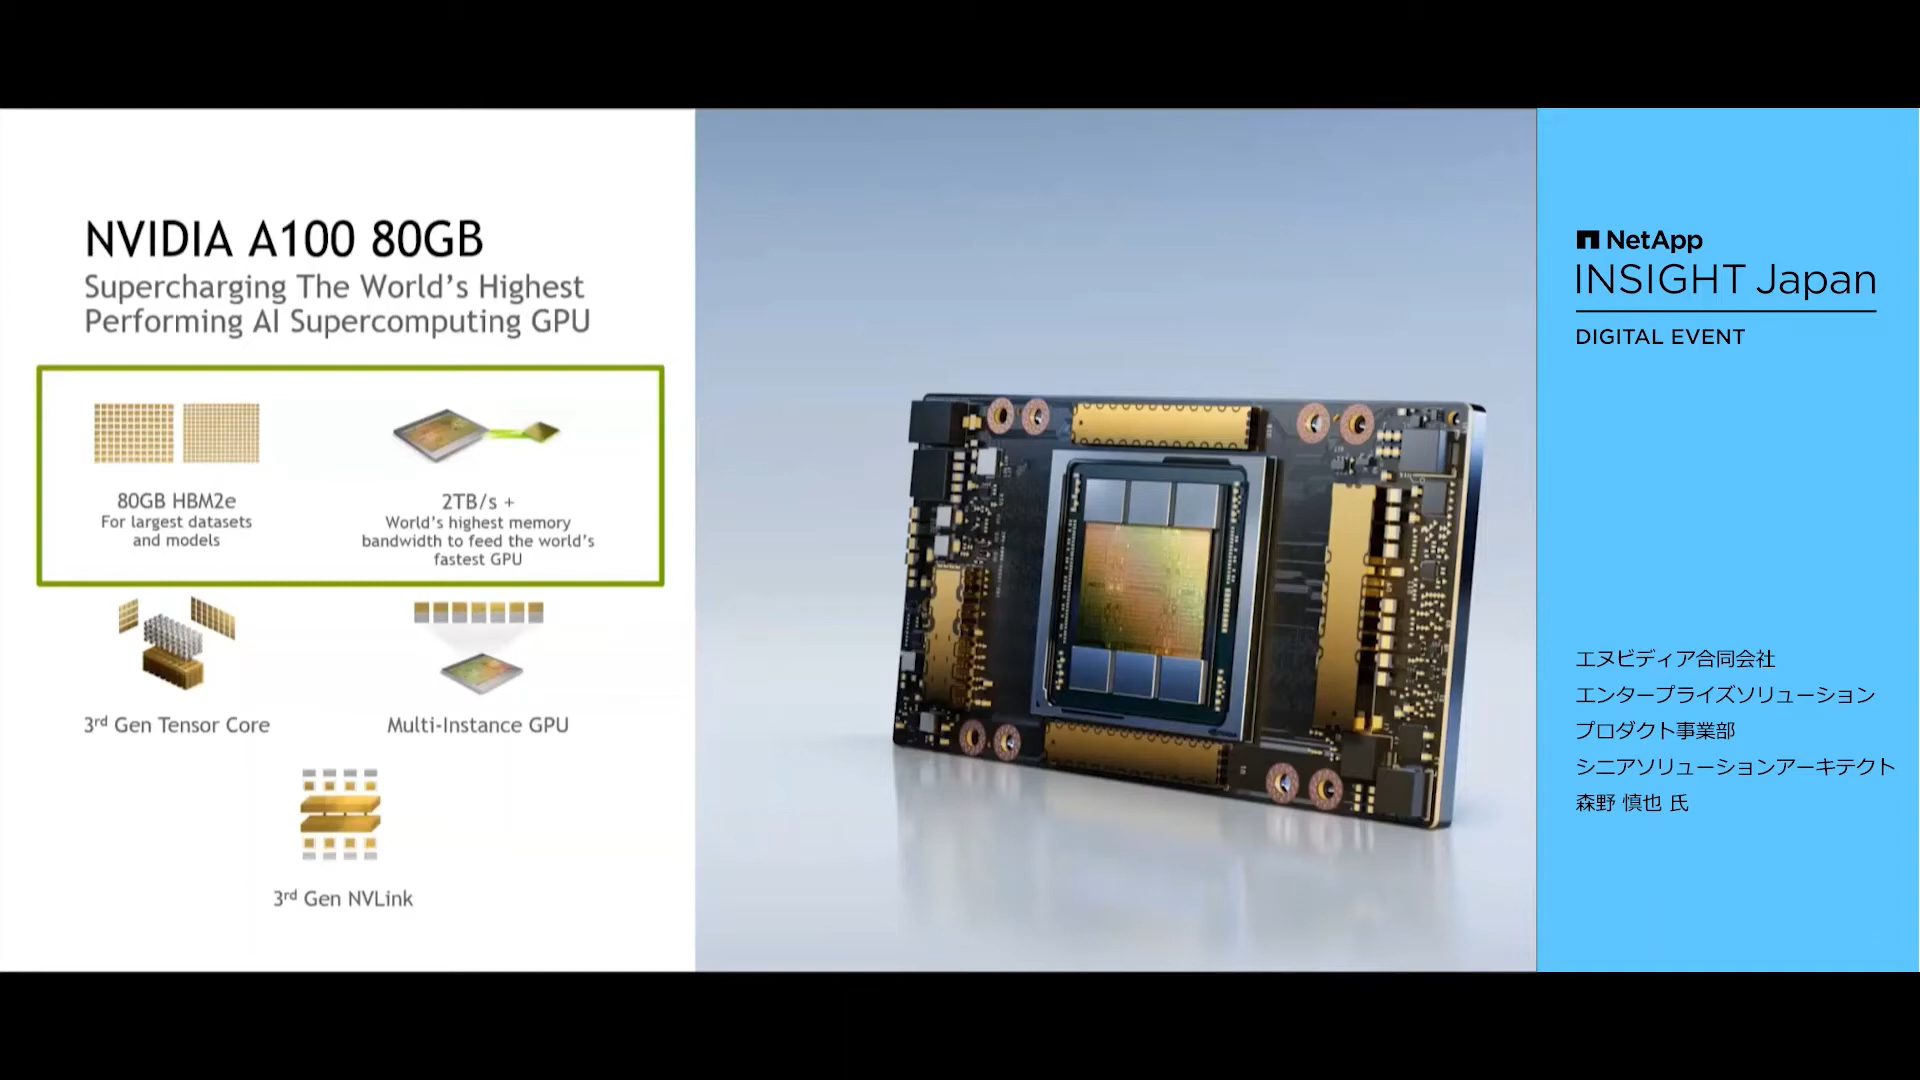 NVIDIA A100 80GB
Supercharging The World's Highest
Performing AI Supercomputing GPU
80GB HBM2e
For largest datasets
and models
2TB/s +
World's highest memory
bandwidth to feed the world's
fastest GPU
3rd Gen Tensor Core
Multi-Instance GPU
3rd Gen NVLink
NetApp
INSIGHT Japan
DIGITAL EVENT
エヌビディア合同会社
エンタープライズソリューション
プロダクト事業部
シニアソリューションアーキテクト
森野 慎也 氏